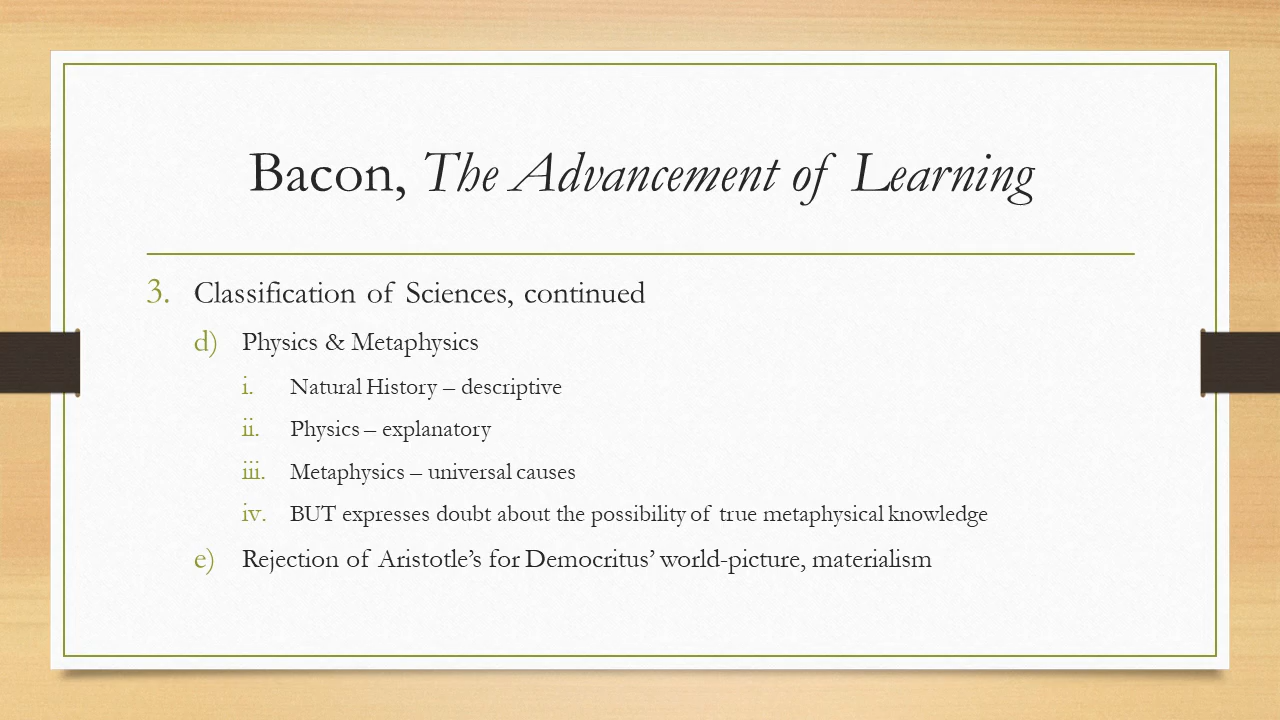 Bacon, The Advancement of Learning
3. Classification of Sciences, continued
d) Physics & Metaphysics
i. Natural History – descriptive
ii. Physics – explanatory
iii. Metaphysics – universal causes
iv. BUT expresses doubt about the possibility of true metaphysical knowledge
e) Rejection of Aristotle’s for Democritus’ world-picture, materialism